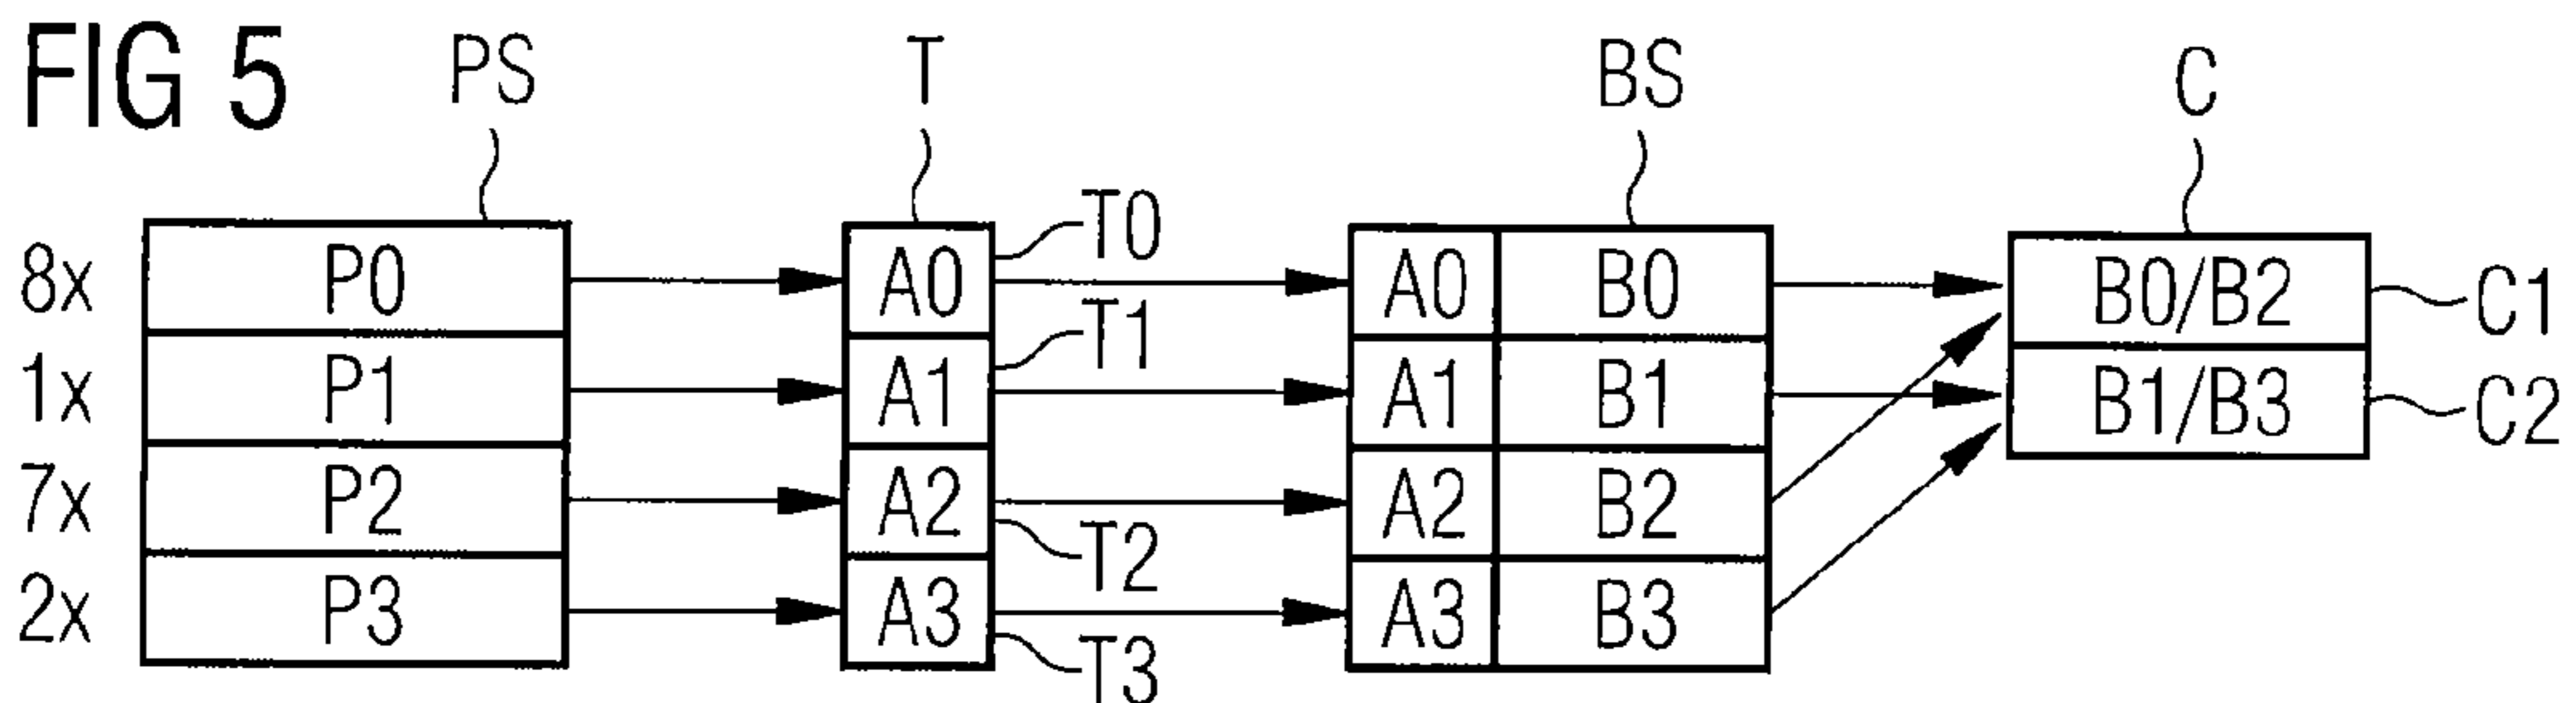 FIG 5 PS T BS C
T0
8x P0 A0 A0 B0 B0/B2 C1
T1
1x P1 A1 A1 B1 B1/B3 C2
7x P2 A2 A2 B2
T2
2x P3 A3 A3 B3
T3